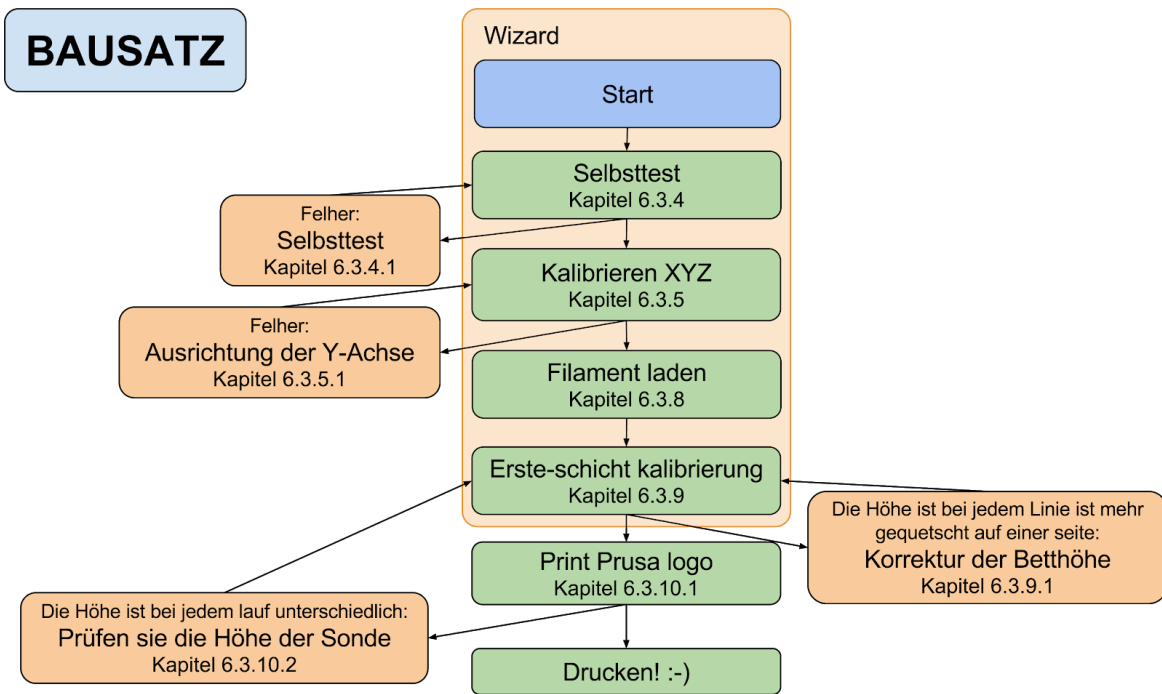 BAUSATZ
Wizard
Start
Selbsttest
Kapitel 6.3.4
Felher:
Selbsttest
Kapitel 6.3.4.1
Kalibrieren XYZ
Kapitel 6.3.5
Felher:
Ausrichtung der Y-Achse
Kapitel 6.3.5.1
Filament laden
Kapitel 6.3.8
Erste-schicht kalibrierung
Kapitel 6.3.9
Die Höhe ist bei jedem Linie ist mehr
gequetscht auf einer seite:
Korrektur der Betthöhe
Kapitel 6.3.9.1
Print Prusa logo
Kapitel 6.3.10.1
Die Höhe ist bei jedem lauf unterschiedlich:
Prüfen sie die Höhe der Sonde
Kapitel 6.3.10.2
Drucken! :-)